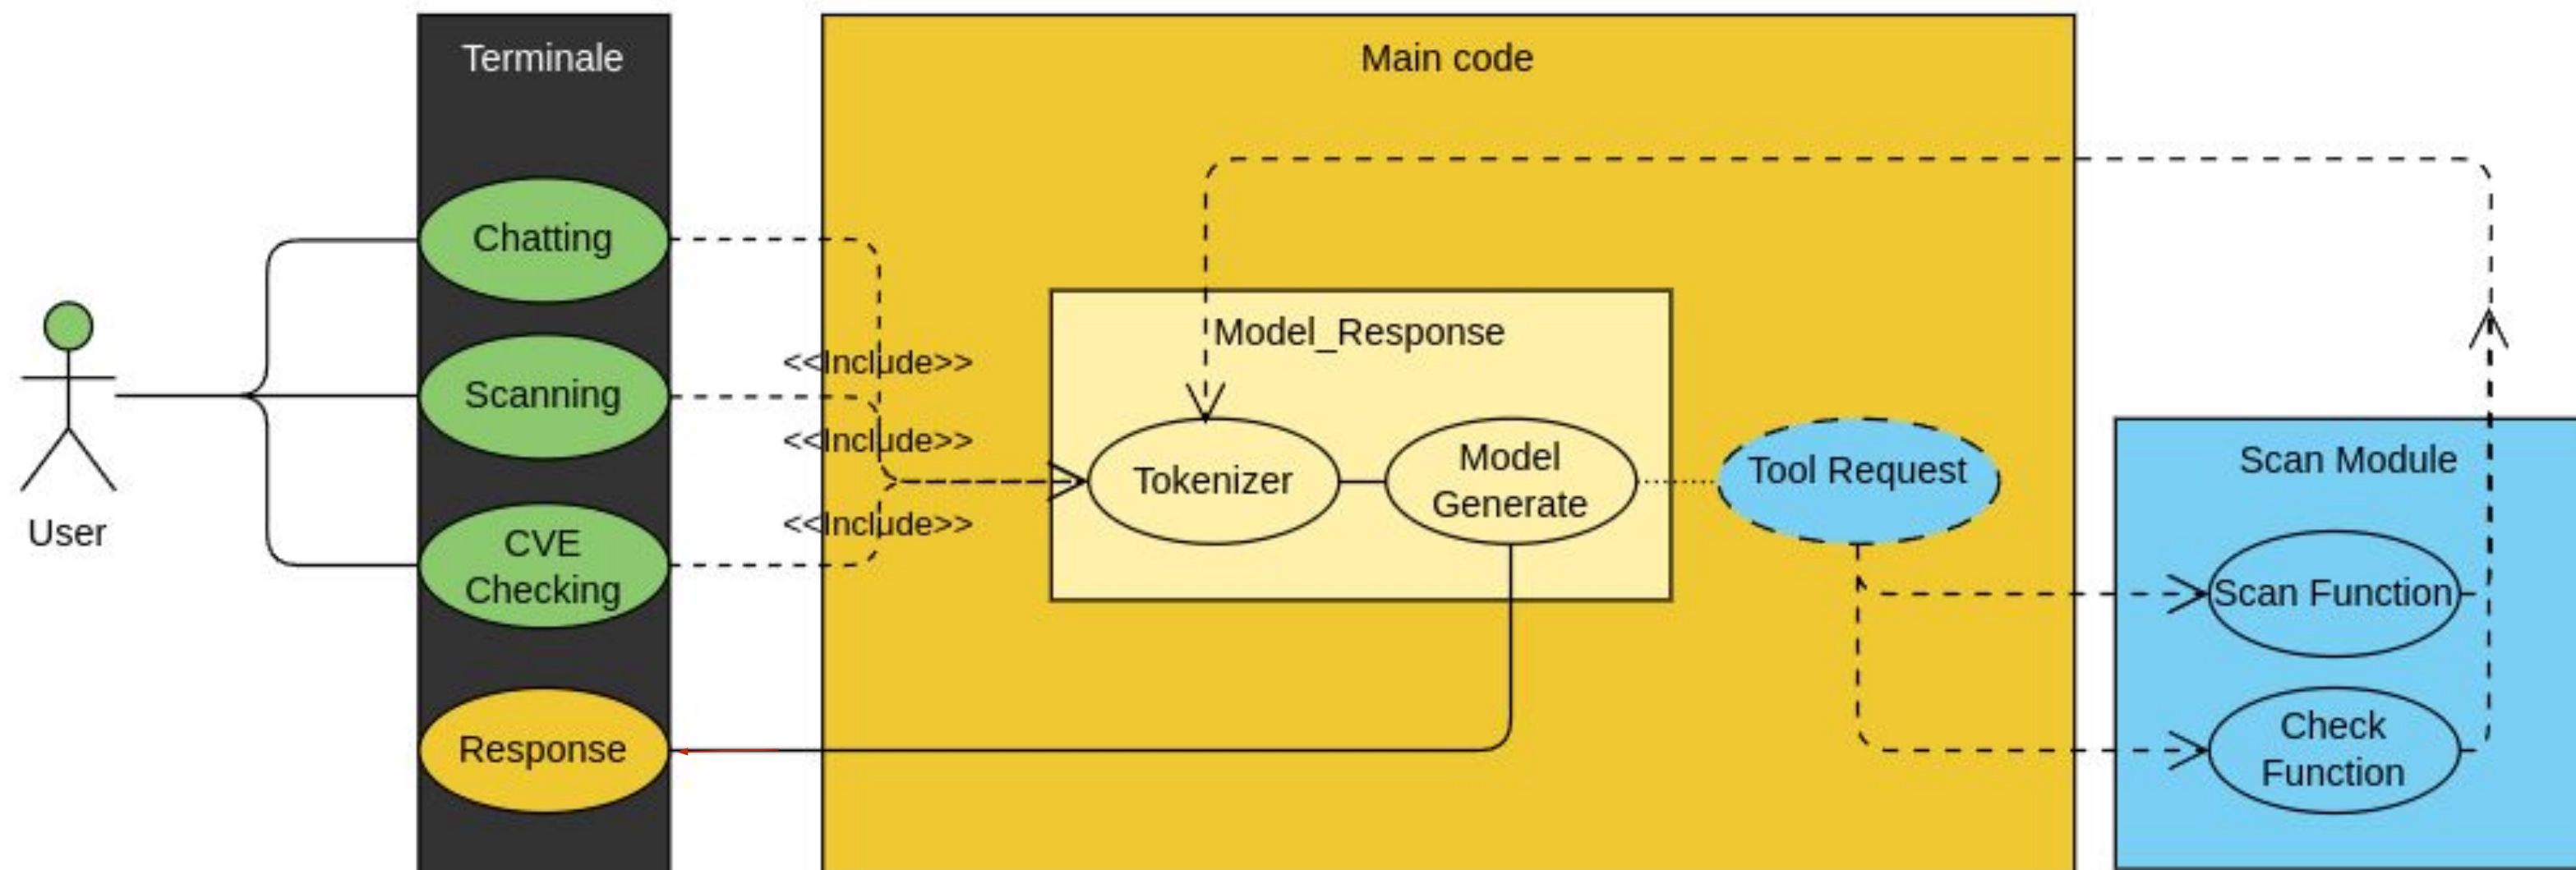 Terminale
Main code
Chatting
Model_Response
<<Include>>
Scanning
<<Include>>
Tokenizer
Model
Generate
Tool Request
Scan Module
User
<<Include>>
CVE
Checking
Scan Function
Response
Check
Function